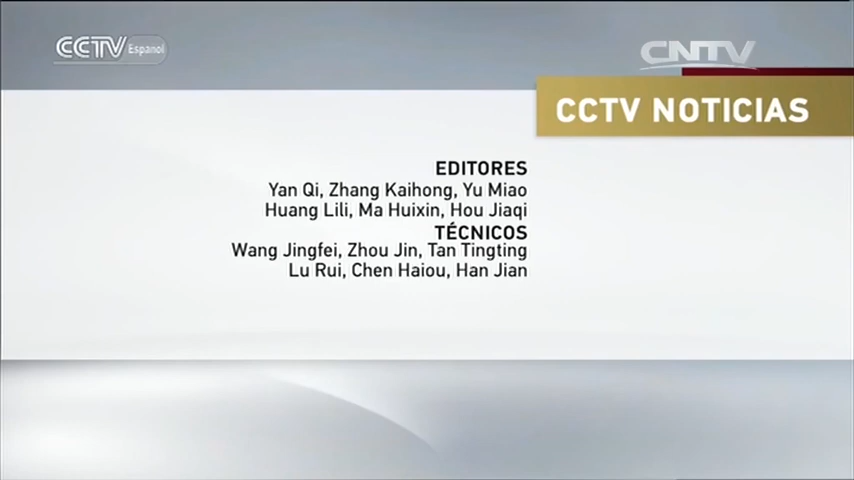 CCTV Español
CNTV
CCTV NOTICIAS
EDITORES
Yan Qi, Zhang Kaihong, Yu Miao
Huang Lili, Ma Huixin, Hou Jiaqi
TÉCNICOS
Wang Jingfei, Zhou Jin, Tan Tingting
Lu Rui, Chen Haiou, Han Jian